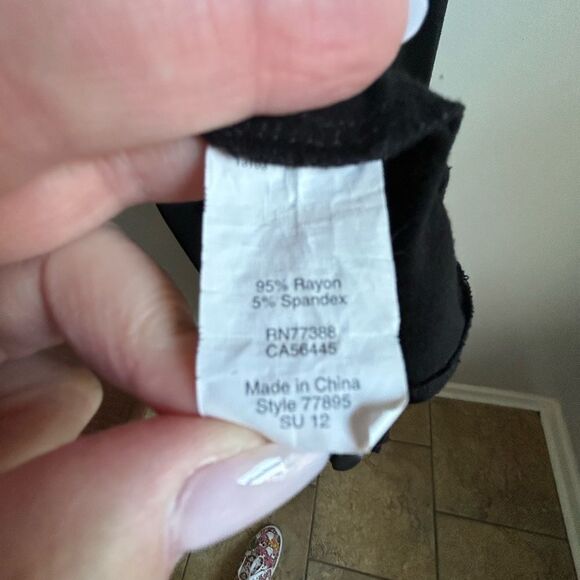 95% Rayon
5% Spandex
RN77388
CA56445
Made in China
Style 77895
SU 12